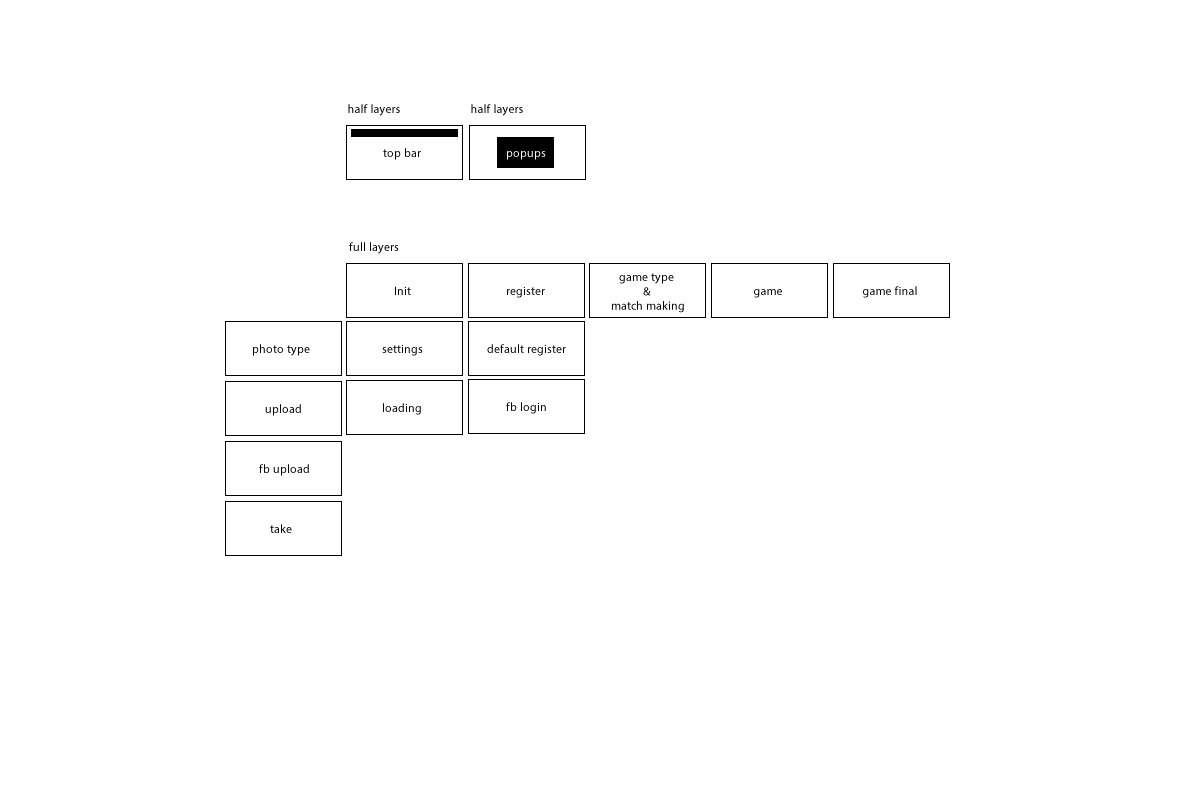 half layers
half layers
top bar
popups
full layers
Init
register
game type
&
match making
game
game final
photo type
settings
default register
upload
loading
fb login
fb upload
take